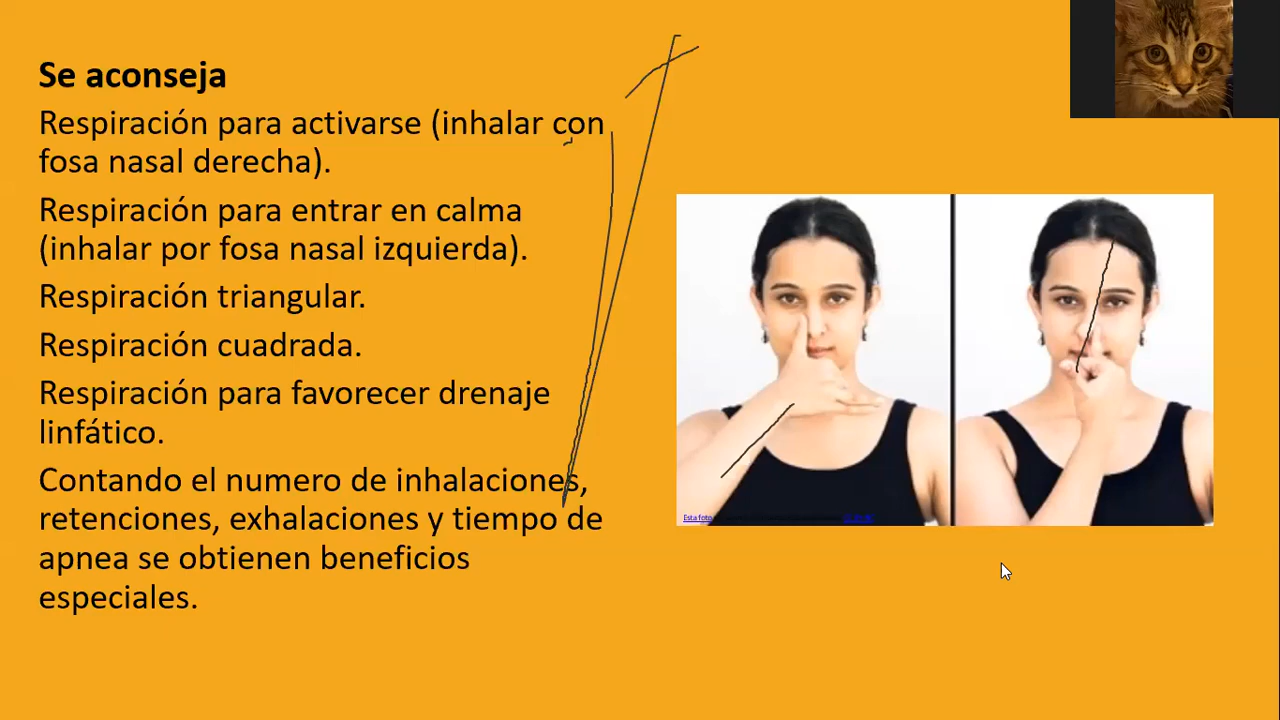 Se aconseja
Respiración para activarse (inhalar con
fosa nasal derecha).
Respiración para entrar en calma
(inhalar por fosa nasal izquierda).
Respiración triangular.
Respiración cuadrada.
Respiración para favorecer drenaje
linfático.
Contando el numero de inhalaciones,
retenciones, exhalaciones y tiempo de
apnea se obtienen beneficios
especiales.
Esta foto